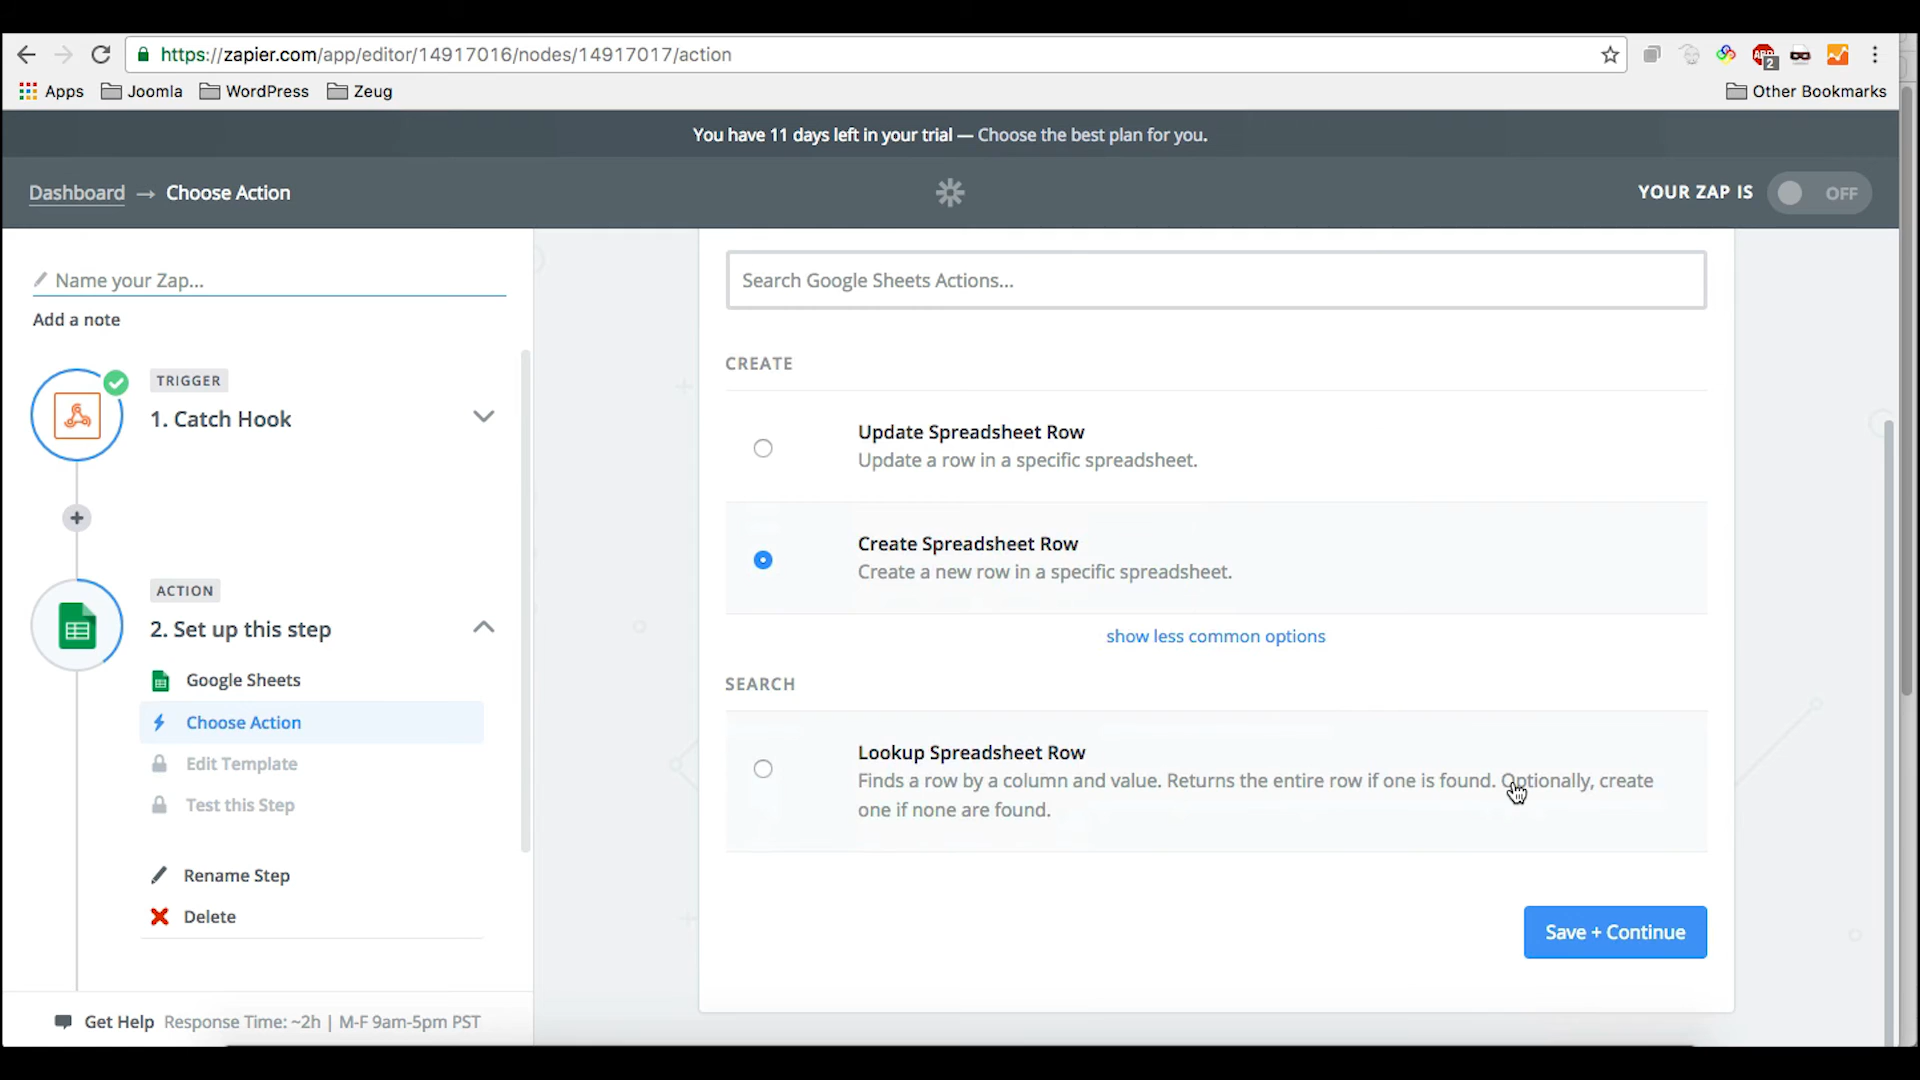 https://zapier.com/app/editor/14917016/nodes/14917017/action
ABP
2
Apps Joomla WordPress Zeug Other Bookmarks
You have 11 days left in your trial — Choose the best plan for you.
Dashboard → Choose Action YOUR ZAP IS OFF
Name your Zap...
Add a note
TRIGGER
1. Catch Hook
ACTION
2. Set up this step
Google Sheets
Choose Action
Edit Template
Test this Step
Rename Step
Delete
Get Help Response Time: ~2h | M-F 9am-5pm PST
Search Google Sheets Actions...
CREATE
Update Spreadsheet Row
Update a row in a specific spreadsheet.
Create Spreadsheet Row
Create a new row in a specific spreadsheet.
show less common options
SEARCH
Lookup Spreadsheet Row
Finds a row by a column and value. Returns the entire row if one is found. Optionally, create
one if none are found.
Save + Continue